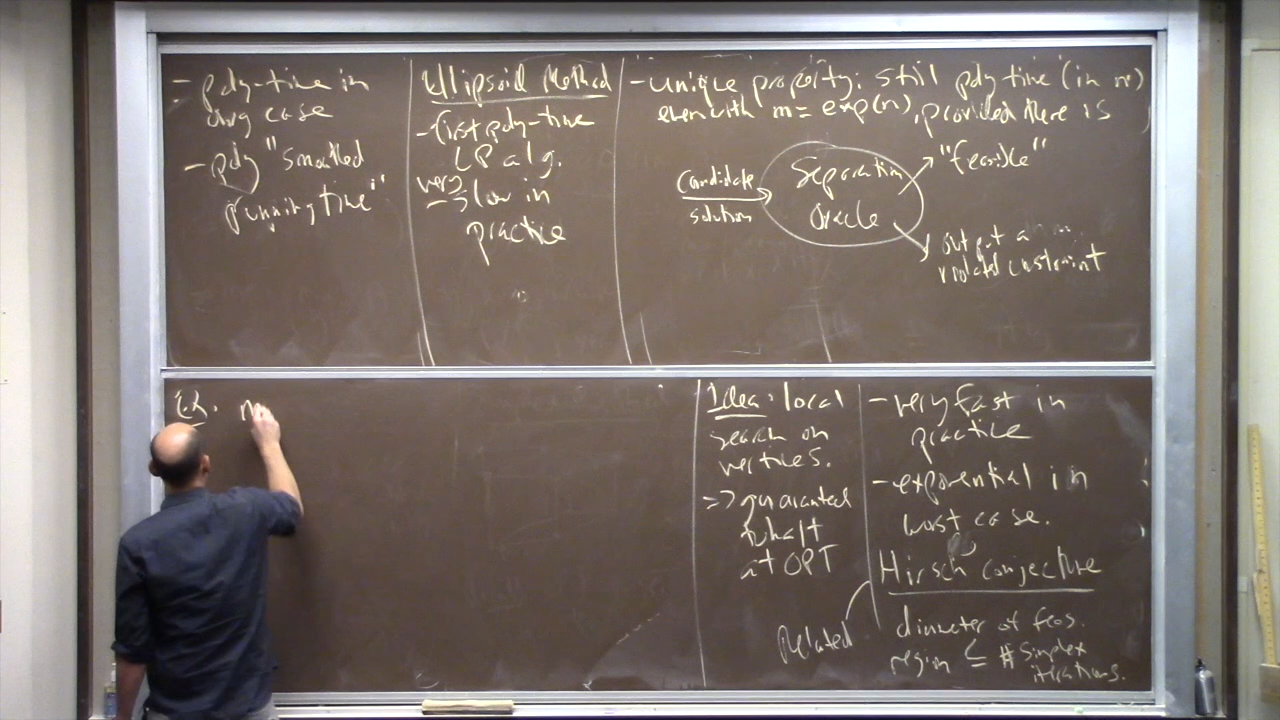 - poly-time in
avg case
- poly "smoothed
running time"
Ellipsoid Method
- first poly-time
LP alg.
very
- slow in
practice
- unique property: still poly time (in n)
even with m = exp(n), provided there is
candidate
solution
Separation
Oracle
"feasible"
output a
violated constraint
Ex.
Idea: local
search on
vertices.
=> guaranteed
to halt
at OPT
Related
- very fast in
practice
- exponential in
worst case.
Hirsch conjecture
diameter of feas.
region ≤ # simplex
iterations.